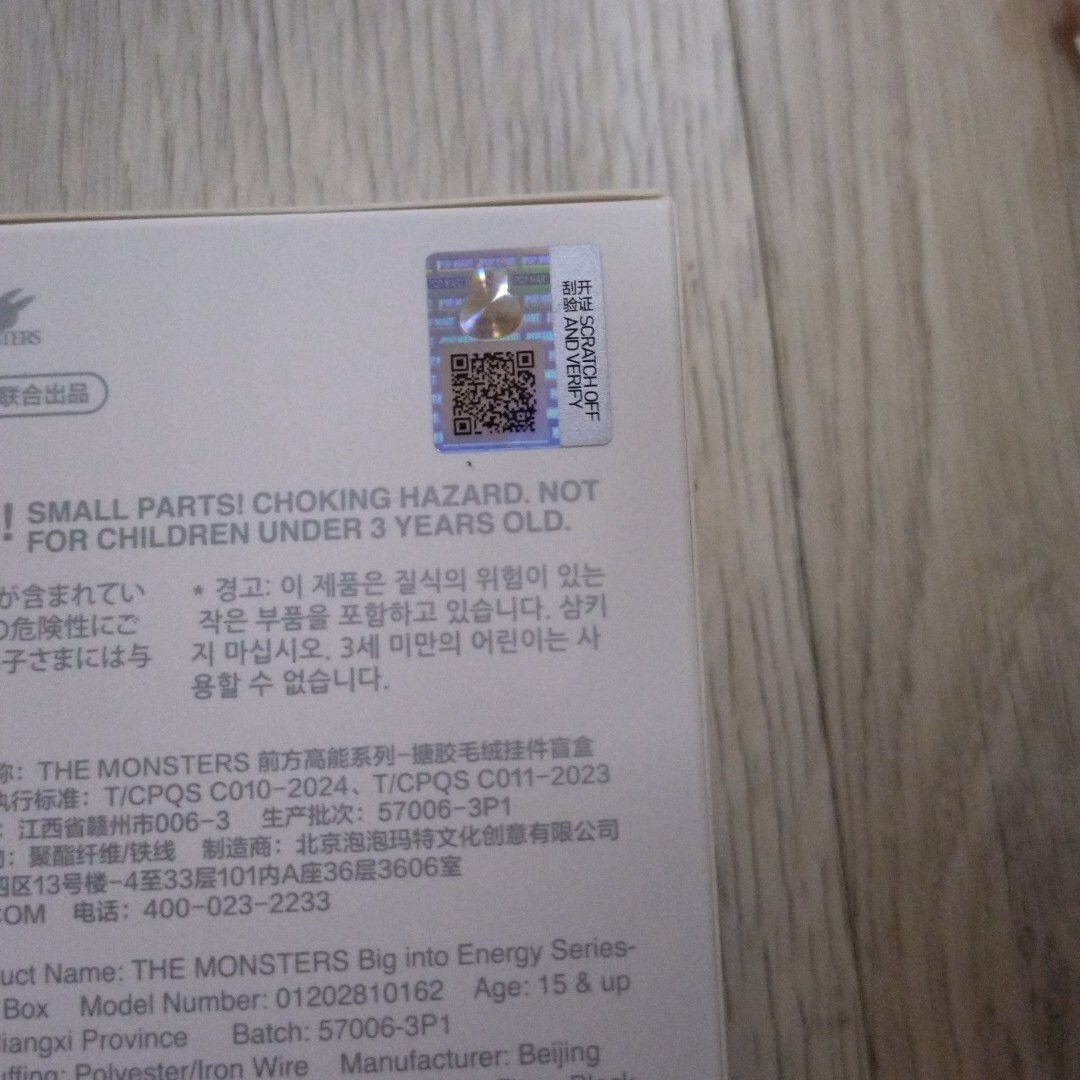 POP MART
STERS
联合出品
SCRATCH OFF
AND VERIFY
! SMALL PARTS! CHOKING HAZARD. NOT
FOR CHILDREN UNDER 3 YEARS OLD.
が含まれてい
の危険性にご
子さまには与
* 경고: 이 제품은 질식의 위험이 있는
작은 부품을 포함하고 있습니다. 삼키
지 마십시오. 3세 미만의 어린이는 사
용할 수 없습니다.
称: THE MONSTERS 前方高能系列-搪胶毛绒挂件盲盒
执行标准: T/CPQS C010-2024、T/CPQS C011-2023
: 江西省赣州市006-3 生产批次: 57006-3P1
: 聚酯纤维/铁线 制造商: 北京泡泡玛特文化创意有限公司
四区13号楼-4至33层101内A座36层3606室
COM 电话: 400-023-2233
uct Name: THE MONSTERS Big into Energy Series-
Box Model Number: 01202810162 Age: 15 & up
iangxi Province Batch: 57006-3P1
uffing: Polyester/Iron Wire Manufacturer: Beijing